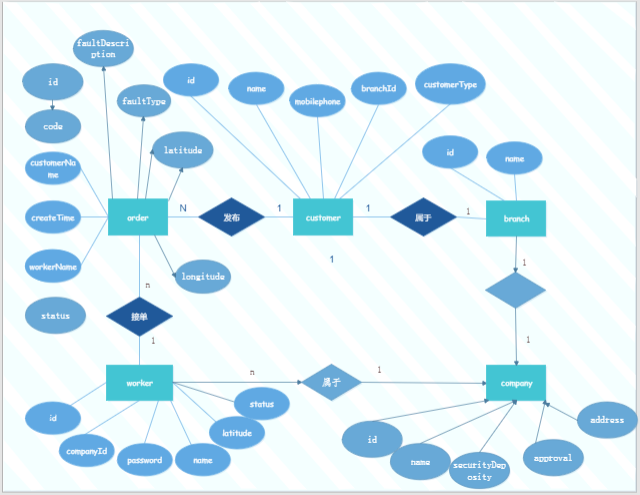 faultDescri
ption
id
code
faultType
id
name
mobilephone
branchId
customerType
latitude
customerNa
me
id
name
createTime
order
N
发布
1
customer
1
属于
1
branch
workerName
longitude
1
1
status
n
接单
1
1
worker
n
属于
1
company
id
companyId
password
name
latitude
status
id
name
securityDep
osity
approval
address